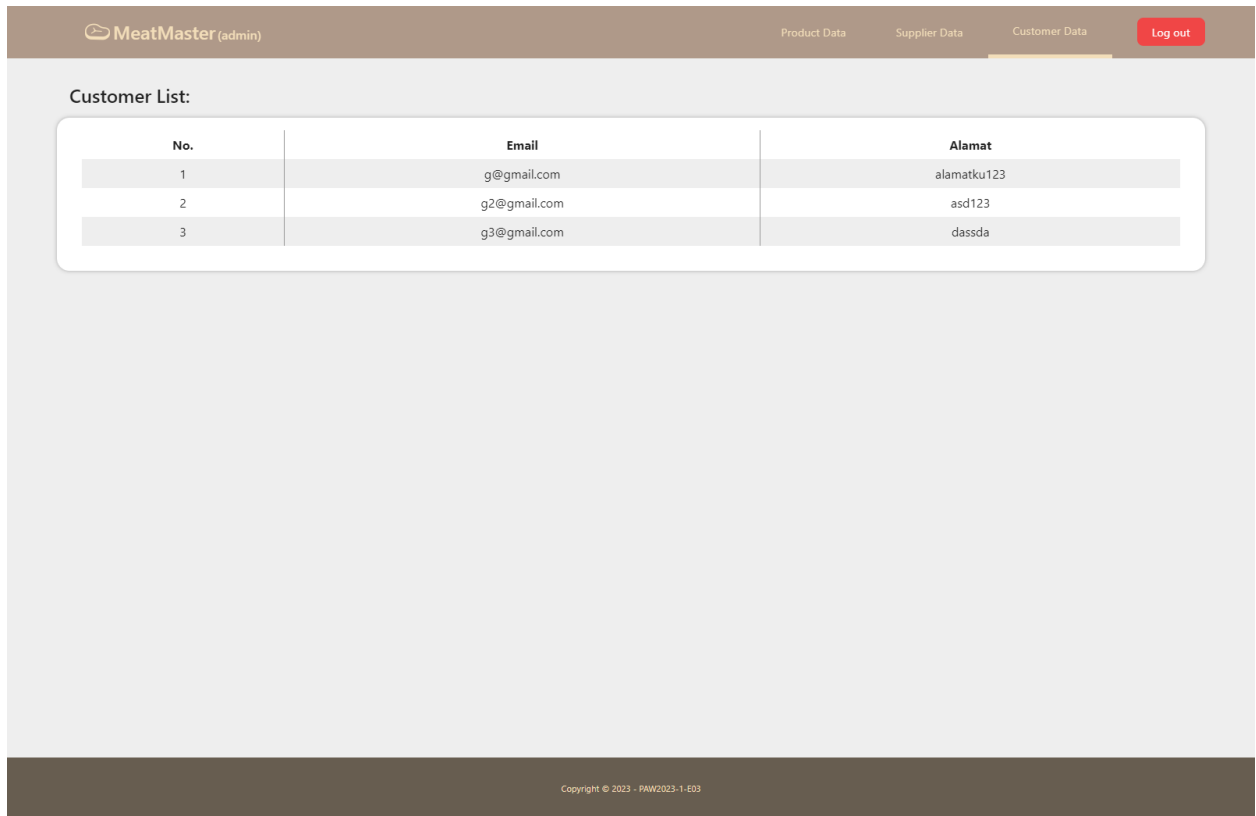 MeatMaster (admin) Product Data Supplier Data Customer Data Log out
Customer List:
No. Email Alamat
1 g@gmail.com alamatku123
2 g2@gmail.com asd123
3 g3@gmail.com dassda
Copyright © 2023 - PAW2023-1-E03